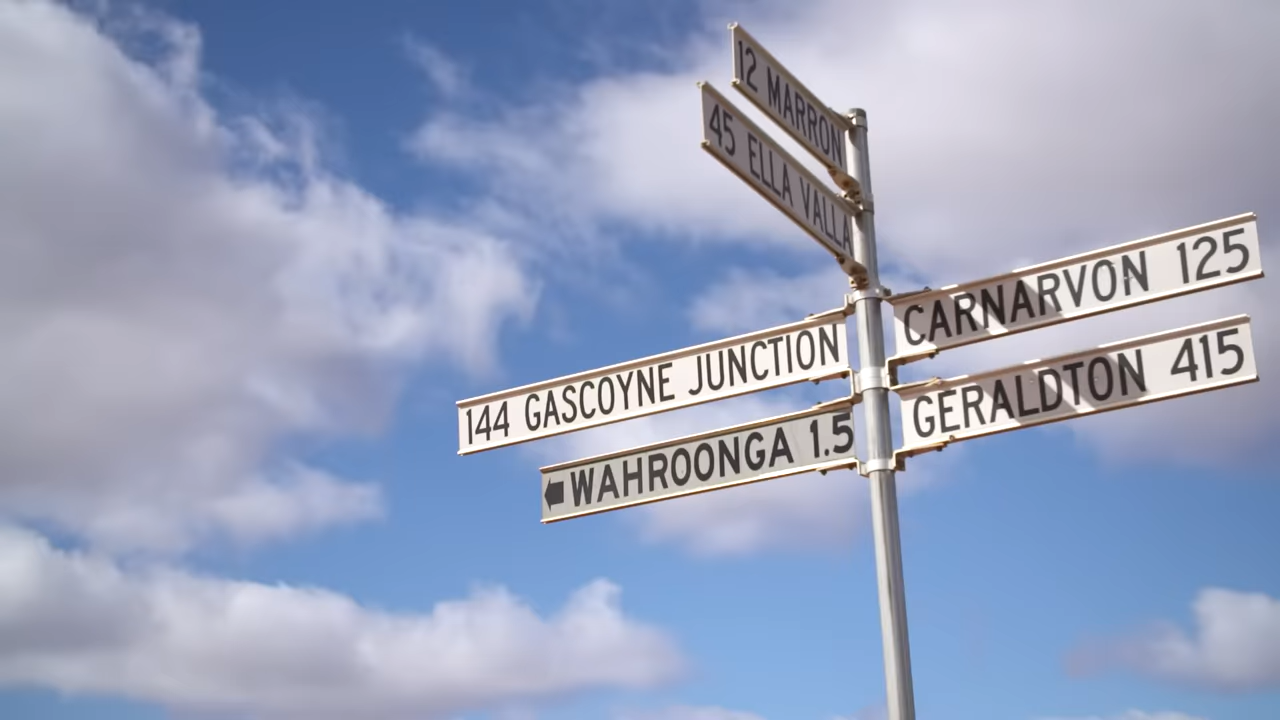 12 MARRON
45 ELLA VALLA
CARNARVON 125
144 GASCOYNE JUNCTION
GERALDTON 415
WAHROONGA 1.5